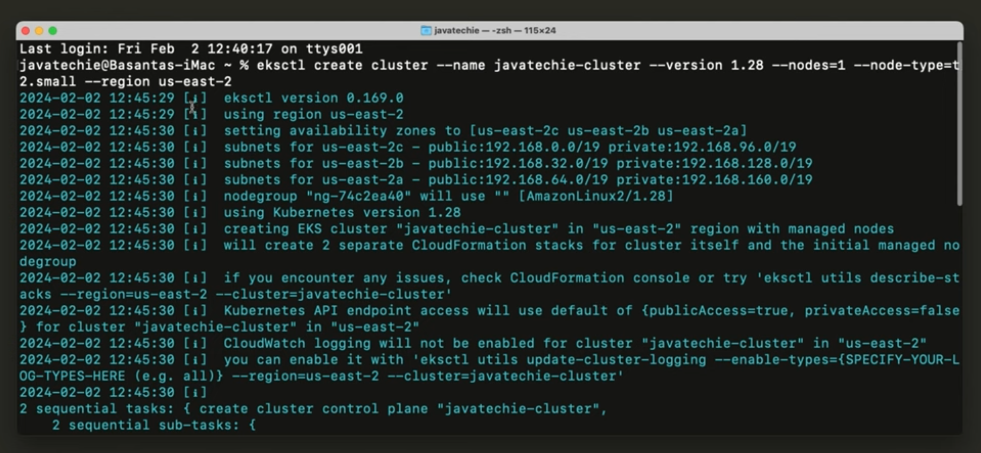 javatechie — -zsh — 115×24
Last login: Fri Feb  2 12:40:17 on ttys001
javatechie@Basantas-iMac ~ % eksctl create cluster --name javatechie-cluster --version 1.28 --nodes=1 --node-type=t
2.small --region us-east-2
2024-02-02 12:45:29 [ℹ]  eksctl version 0.169.0
2024-02-02 12:45:29 [ℹ]  using region us-east-2
2024-02-02 12:45:30 [ℹ]  setting availability zones to [us-east-2c us-east-2b us-east-2a]
2024-02-02 12:45:30 [ℹ]  subnets for us-east-2c - public:192.168.0.0/19 private:192.168.96.0/19
2024-02-02 12:45:30 [ℹ]  subnets for us-east-2b - public:192.168.32.0/19 private:192.168.128.0/19
2024-02-02 12:45:30 [ℹ]  subnets for us-east-2a - public:192.168.64.0/19 private:192.168.160.0/19
2024-02-02 12:45:30 [ℹ]  nodegroup "ng-74c2ea40" will use "" [AmazonLinux2/1.28]
2024-02-02 12:45:30 [ℹ]  using Kubernetes version 1.28
2024-02-02 12:45:30 [ℹ]  creating EKS cluster "javatechie-cluster" in "us-east-2" region with managed nodes
2024-02-02 12:45:30 [ℹ]  will create 2 separate CloudFormation stacks for cluster itself and the initial managed no
degroup
2024-02-02 12:45:30 [ℹ]  if you encounter any issues, check CloudFormation console or try 'eksctl utils describe-st
acks --region=us-east-2 --cluster=javatechie-cluster'
2024-02-02 12:45:30 [ℹ]  Kubernetes API endpoint access will use default of {publicAccess=true, privateAccess=false
} for cluster "javatechie-cluster" in "us-east-2"
2024-02-02 12:45:30 [ℹ]  CloudWatch logging will not be enabled for cluster "javatechie-cluster" in "us-east-2"
2024-02-02 12:45:30 [ℹ]  you can enable it with 'eksctl utils update-cluster-logging --enable-types={SPECIFY-YOUR-L
OG-TYPES-HERE (e.g. all)} --region=us-east-2 --cluster=javatechie-cluster'
2024-02-02 12:45:30 [ℹ]
2 sequential tasks: { create cluster control plane "javatechie-cluster",
    2 sequential sub-tasks: {